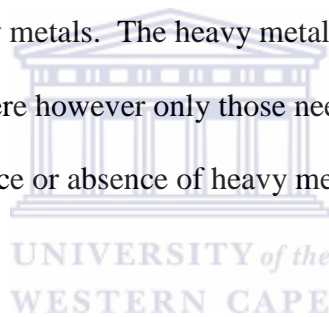 y metals. The heavy metal
ere however only those nee
ce or absence of heavy me
UNIVERSITY of the
WESTERN CAPE